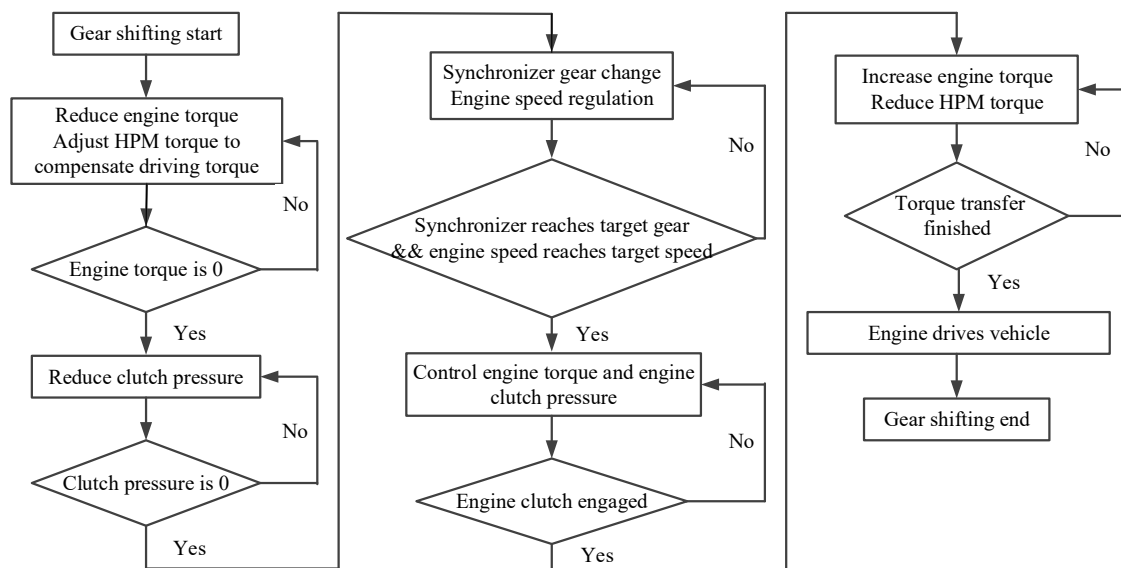 Gear shifting start
Reduce engine torque
Adjust HPM torque to
compensate driving torque
No
Engine torque is 0
Yes
Reduce clutch pressure
No
Clutch pressure is 0
Yes
Synchronizer gear change
Engine speed regulation
No
Synchronizer reaches target gear
&& engine speed reaches target speed
Yes
Control engine torque and engine
clutch pressure
No
Engine clutch engaged
Yes
Increase engine torque
Reduce HPM torque
No
Torque transfer
finished
Yes
Engine drives vehicle
Gear shifting end